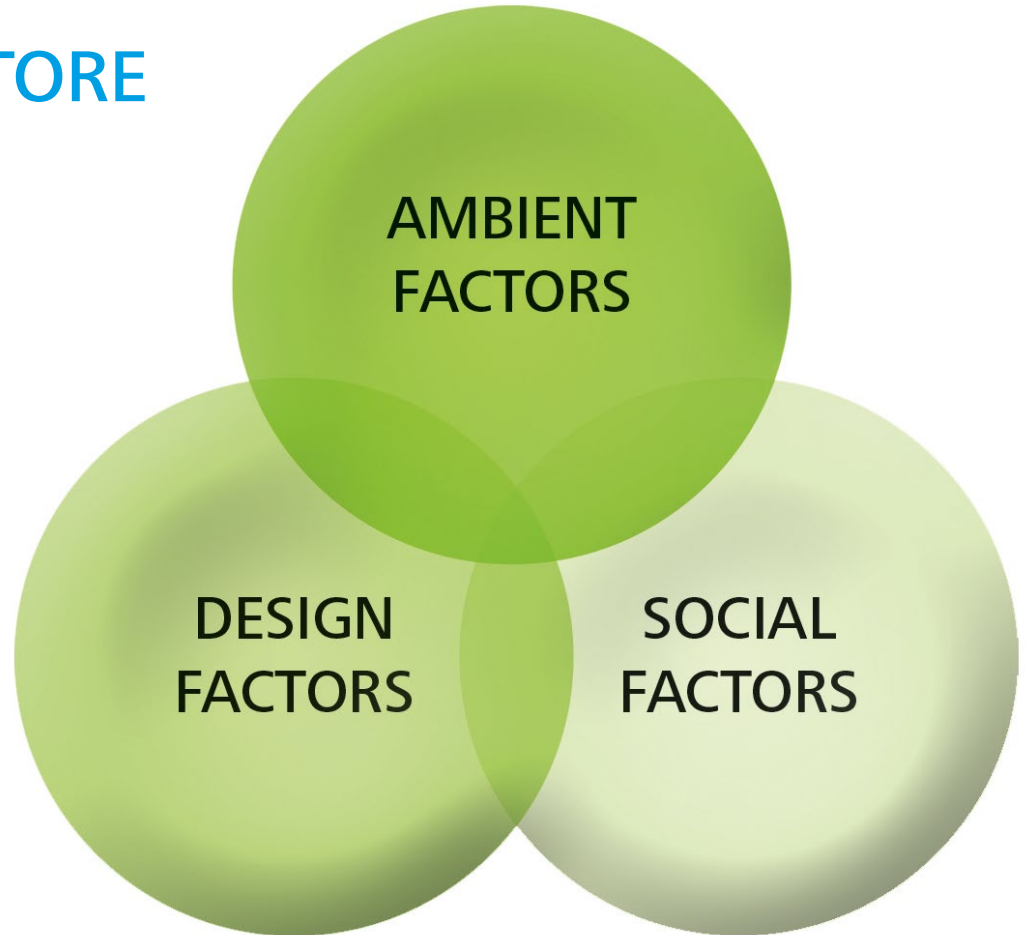 TORE
AMBIENT
FACTORS
DESIGN
FACTORS
SOCIAL
FACTORS